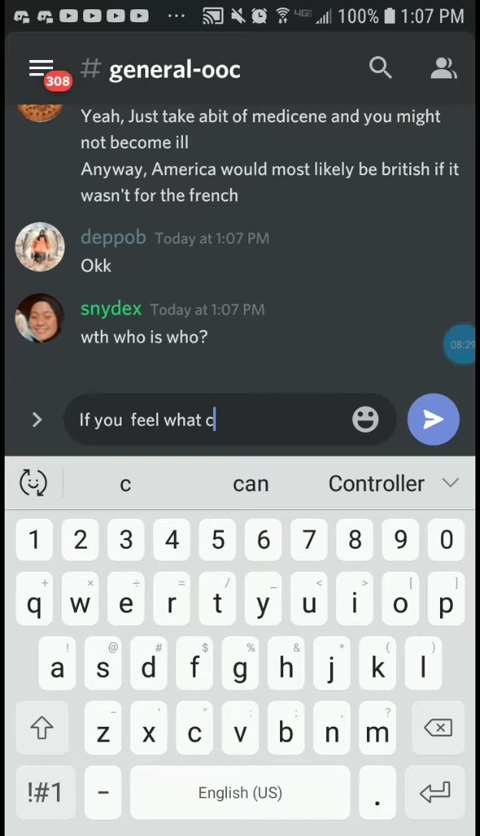 4G
100% 1:07 PM
# general-ooc
308
Yeah, Just take abit of medicene and you might
not become ill
Anyway, America would most likely be british if it
wasn't for the french
deppob Today at 1:07 PM
Okk
snydex Today at 1:07 PM
wth who is who?
08:29
If you  feel what c
c can Controller
1 2 3 4 5 6 7 8 9 0
+ × ÷ = / _ < > [ ]
q w e r t y u i o p
! @ # $ % & * ( )
a s d f g h j k l
- ' " : ; , ?
z x c v b n m
!#1 - English (US) .